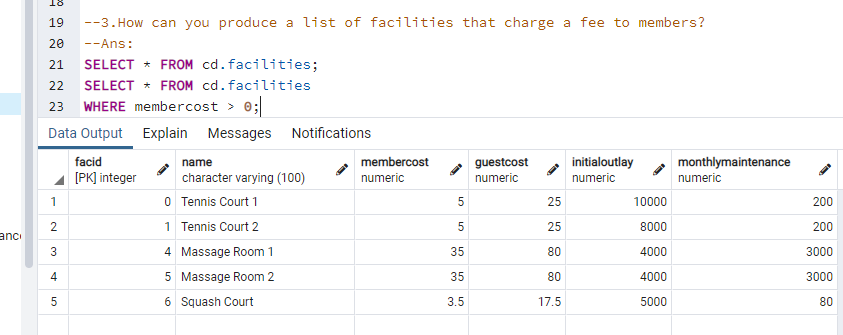 18
19 --3.How can you produce a list of facilities that charge a fee to members?
20 --Ans:
21 SELECT * FROM cd.facilities;
22 SELECT * FROM cd.facilities
23 WHERE membercost > 0;
Data Output Explain Messages Notifications
facid name membercost guestcost initialoutlay monthlymaintenance
[PK] integer character varying (100) numeric numeric numeric numeric
1 0 Tennis Court 1 5 25 10000 200
2 1 Tennis Court 2 5 25 8000 200
3 4 Massage Room 1 35 80 4000 3000
4 5 Massage Room 2 35 80 4000 3000
5 6 Squash Court 3.5 17.5 5000 80